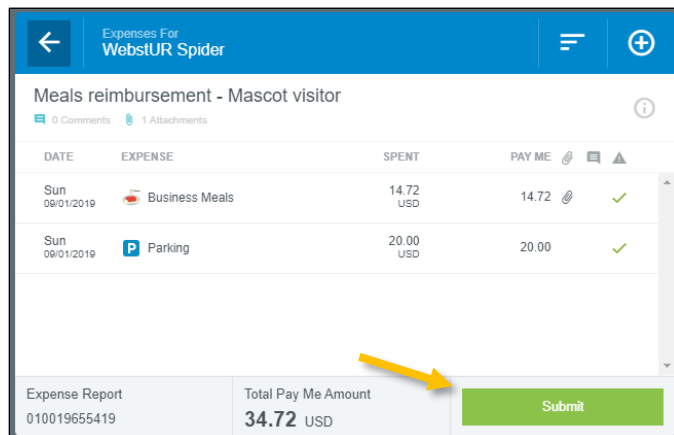 Expenses For
WebstUR Spider
Meals reimbursement - Mascot visitor
0 Comments 1 Attachments
DATE EXPENSE SPENT PAY ME
Sun 14.72
09/01/2019 Business Meals USD 14.72
Sun 20.00
09/01/2019 P Parking USD 20.00
Expense Report Total Pay Me Amount
010019655419 34.72 USD
Submit